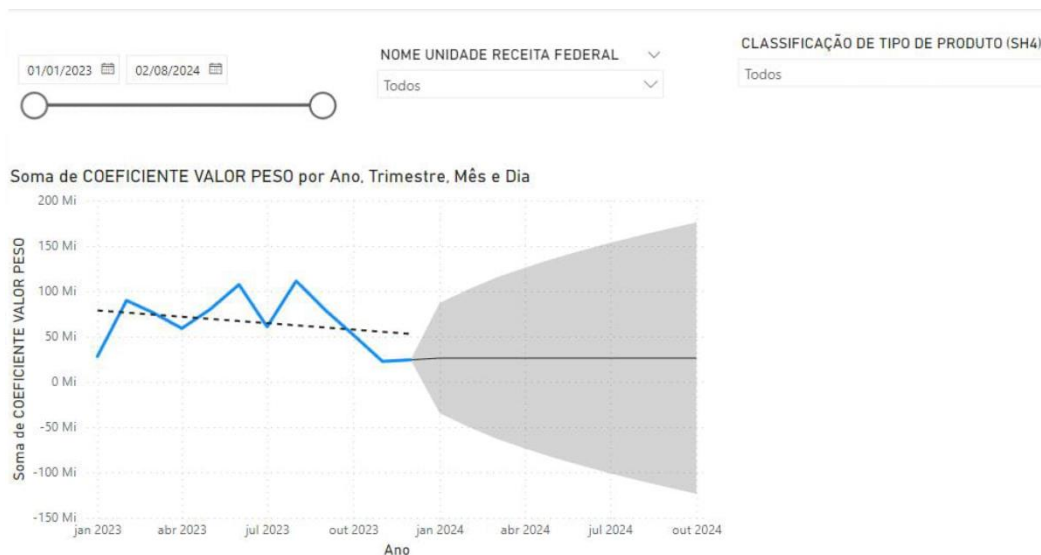 CLASSIFICAÇÃO DE TIPO DE PRODUTO (SH4)
NOME UNIDADE RECEITA FEDERAL
01/01/2023 02/08/2024
Todos
Todos
Soma de COEFICIENTE VALOR PESO por Ano, Trimestre, Mês e Dia
Soma de COEFICIENTE VALOR PESO
200 Mi
150 Mi
100 Mi
50 Mi
0 Mi
-50 Mi
-100 Mi
-150 Mi
jan 2023 abr 2023 jul 2023 out 2023 jan 2024 abr 2024 jul 2024 out 2024
Ano